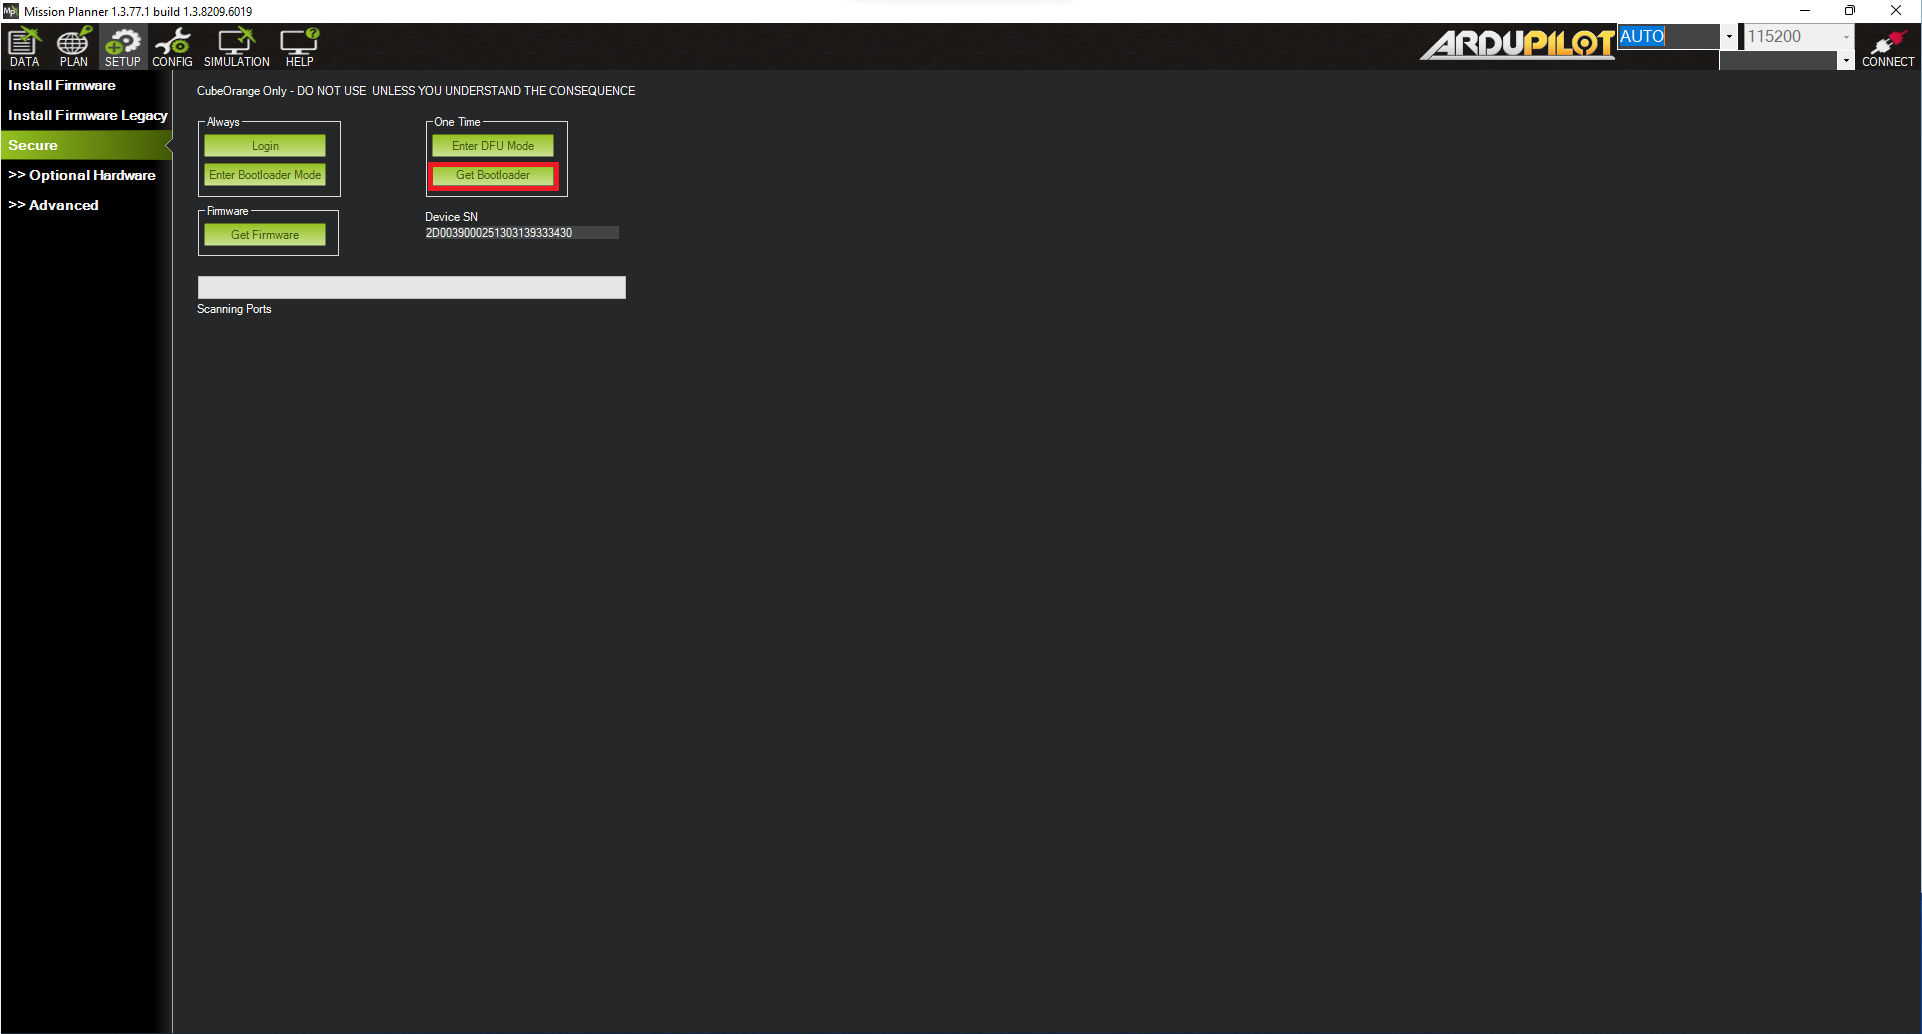 Mission Planner 1.3.77.1 build 1.3.8209.6019
DATA
PLAN
SETUP
CONFIG
SIMULATION
HELP
ARDUPILOT
AUTO
115200
CONNECT
Install Firmware
Install Firmware Legacy
Secure
>> Optional Hardware
>> Advanced
CubeOrange Only - DO NOT USE  UNLESS YOU UNDERSTAND THE CONSEQUENCE
Always
Login
Enter Bootloader Mode
One Time
Enter DFU Mode
Get Bootloader
Firmware
Get Firmware
Device SN
2D0039000251303139333430
Scanning Ports